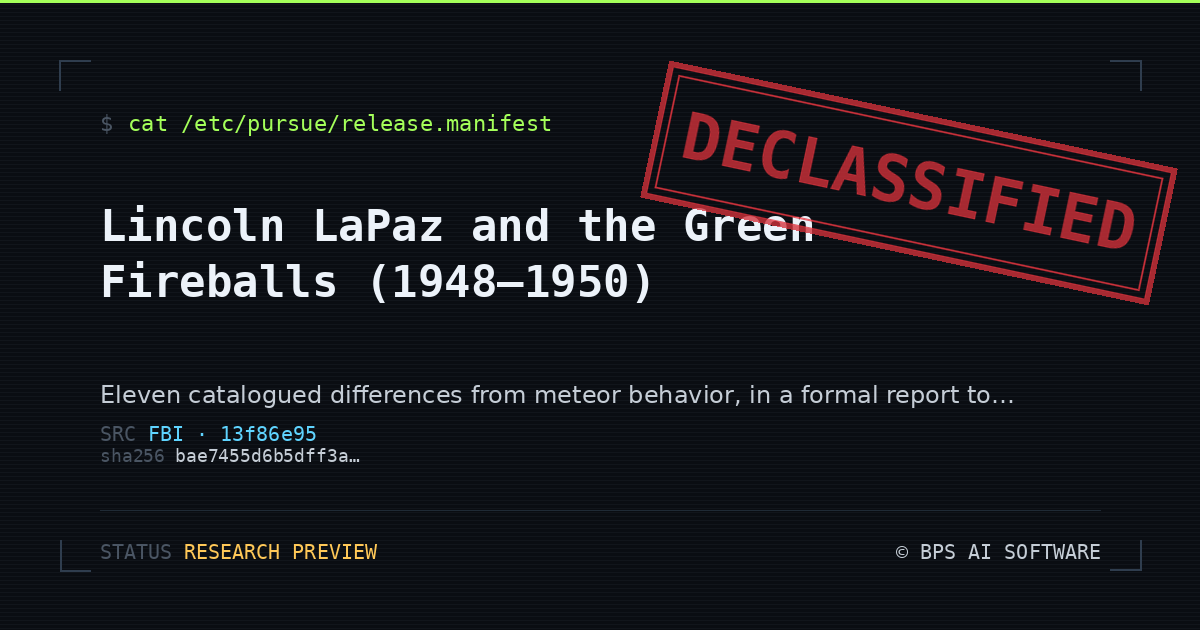 $ cat /etc/pursue/release.manifest
DECLASSIFIED
Lincoln LaPaz and the Green
Fireballs (1948—1950)
Eleven catalogued differences from meteor behavior, in a formal report to…
SRC FBI · 13f86e95
sha256 bae7455d6b5dff3a…
STATUS RESEARCH PREVIEW
© BPS AI SOFTWARE